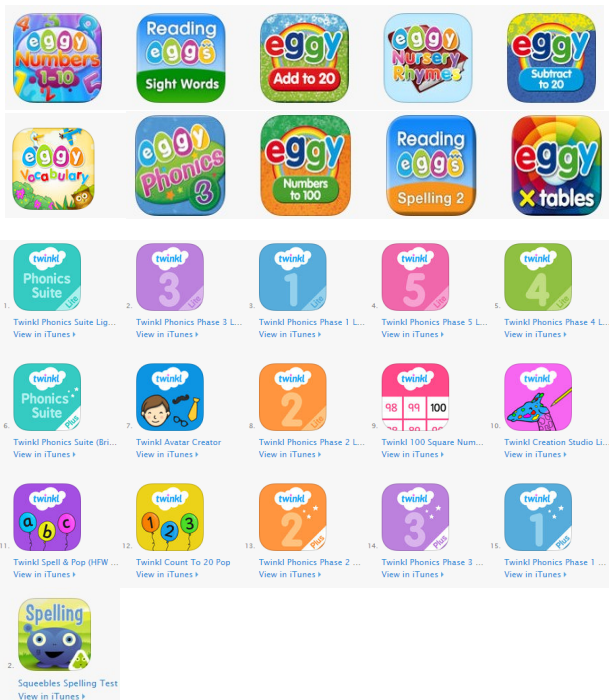 eggy
Numbers
1-10
Reading
eggs
Sight Words
eggy
Add to 20
eggy
Nursery
Rhymes
eggy
Subtract
to 20
eggy
Vocabulary
eggy
Phonics
3
eggy
Numbers
to 100
Reading
eggs
Spelling 2
eggy
X tables
twinkl
Phonics
Suite
Lite
twinkl
3
Lite
twinkl
1
Lite
twinkl
5
Lite
twinkl
4
Lite
1. Twinkl Phonics Suite Lig...
View in iTunes
2. Twinkl Phonics Phase 3 L...
View in iTunes
3. Twinkl Phonics Phase 1 L...
View in iTunes
4. Twinkl Phonics Phase 5 L...
View in iTunes
5. Twinkl Phonics Phase 4 L...
View in iTunes
twinkl
Phonics
Suite
Plus
twinkl
twinkl
2
Lite
twinkl
98 99 100
twinkl
6. Twinkl Phonics Suite (Bri...
View in iTunes
7. Twinkl Avatar Creator
View in iTunes
8. Twinkl Phonics Phase 2 L...
View in iTunes
9. Twinkl 100 Square Num...
View in iTunes
10. Twinkl Creation Studio Li...
View in iTunes
twinkl
a b c
twinkl
1 2 3
twinkl
2
Plus
twinkl
3
Plus
twinkl
1
Plus
11. Twinkl Spell & Pop (HFW ...
View in iTunes
12. Twinkl Count To 20 Pop
View in iTunes
13. Twinkl Phonics Phase 2 ...
View in iTunes
14. Twinkl Phonics Phase 3 ...
View in iTunes
15. Twinkl Phonics Phase 1 ...
View in iTunes
Spelling
2. Squeebles Spelling Test
View in iTunes